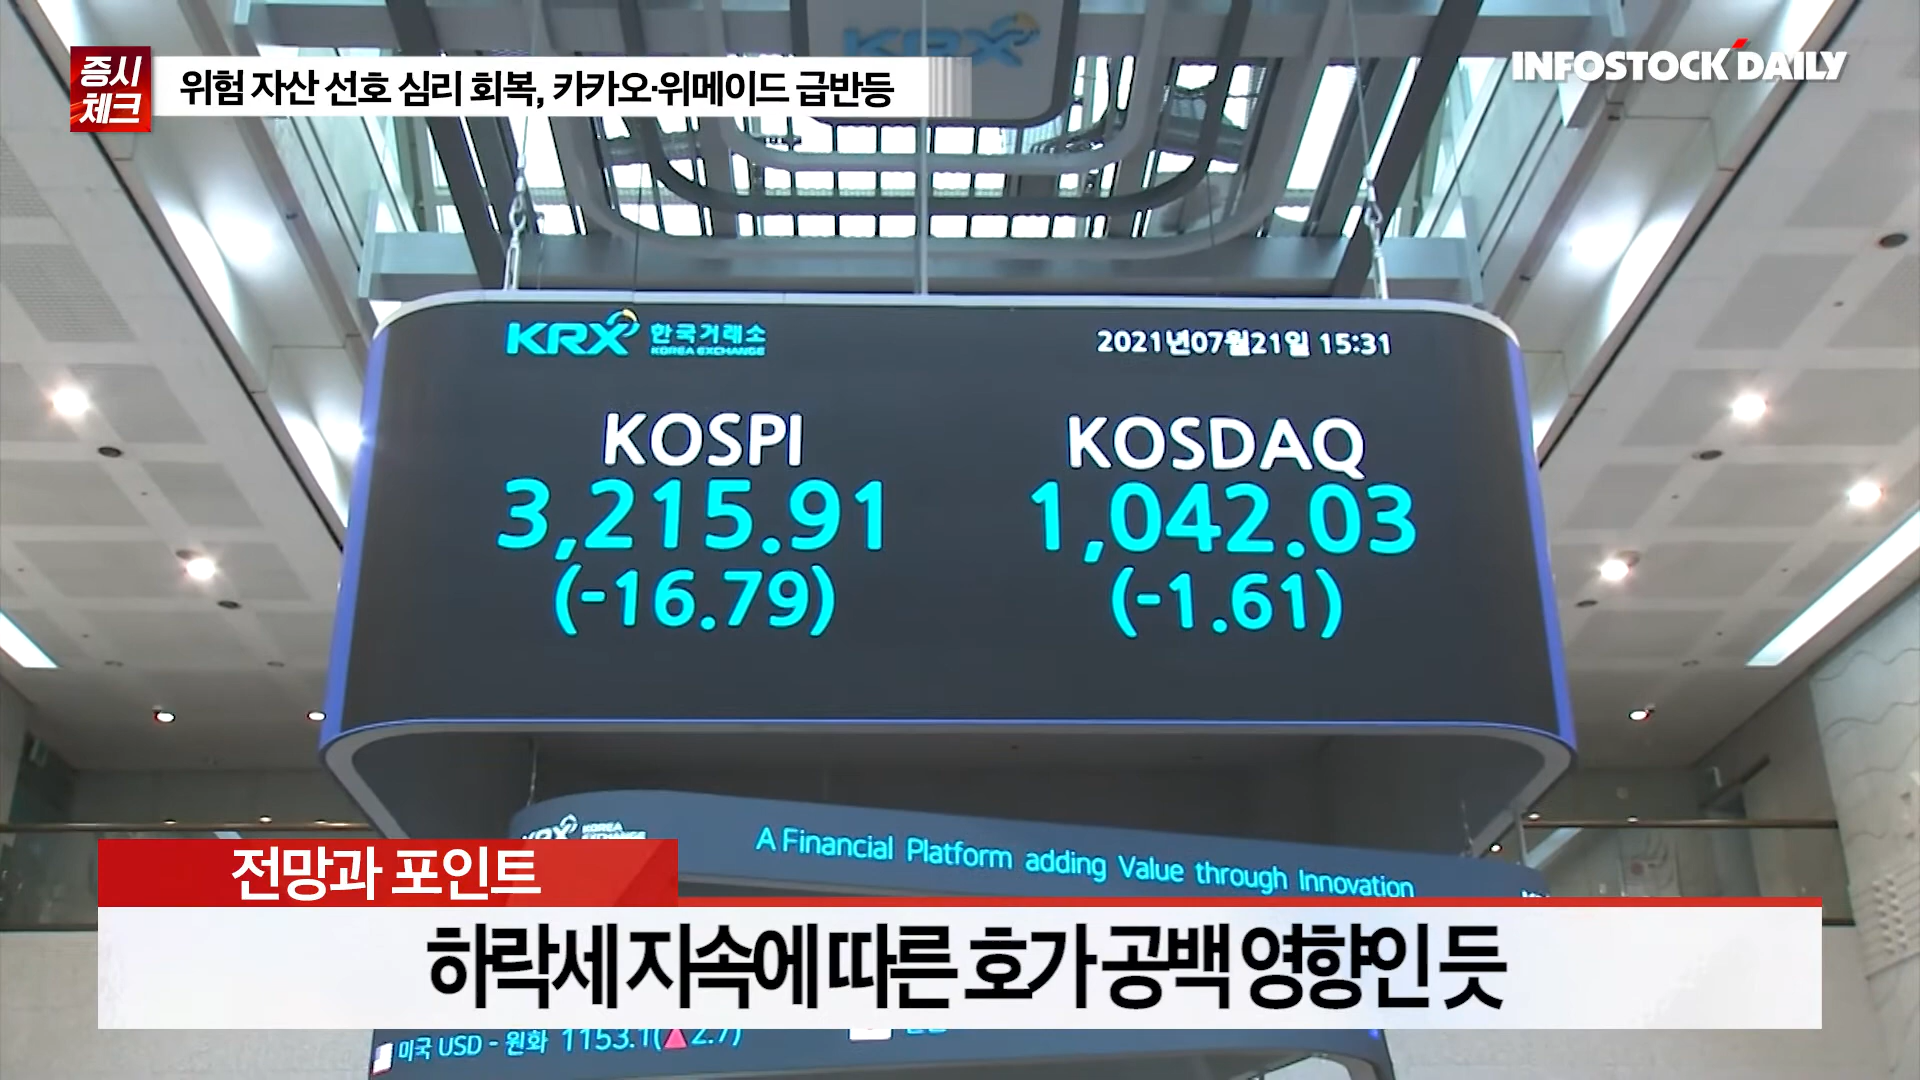 KRX
증시
체크
위험 자산 선호 심리 회복, 카카오·위메이드 급반등
INFOSTOCK DAILY
KRX 한국거래소
KOREA EXCHANGE
2021년07월21일 15:31
KOSPI
3,215.91
(-16.79)
KOSDAQ
1,042.03
(-1.61)
KRX KOREA
EXCHANGE
A Financial Platform adding Value through Innovation
전망과 포인트
하락세 지속에 따른 호가 공백 영향인 듯
미국 USD - 원화 1153.1(▲2.7)